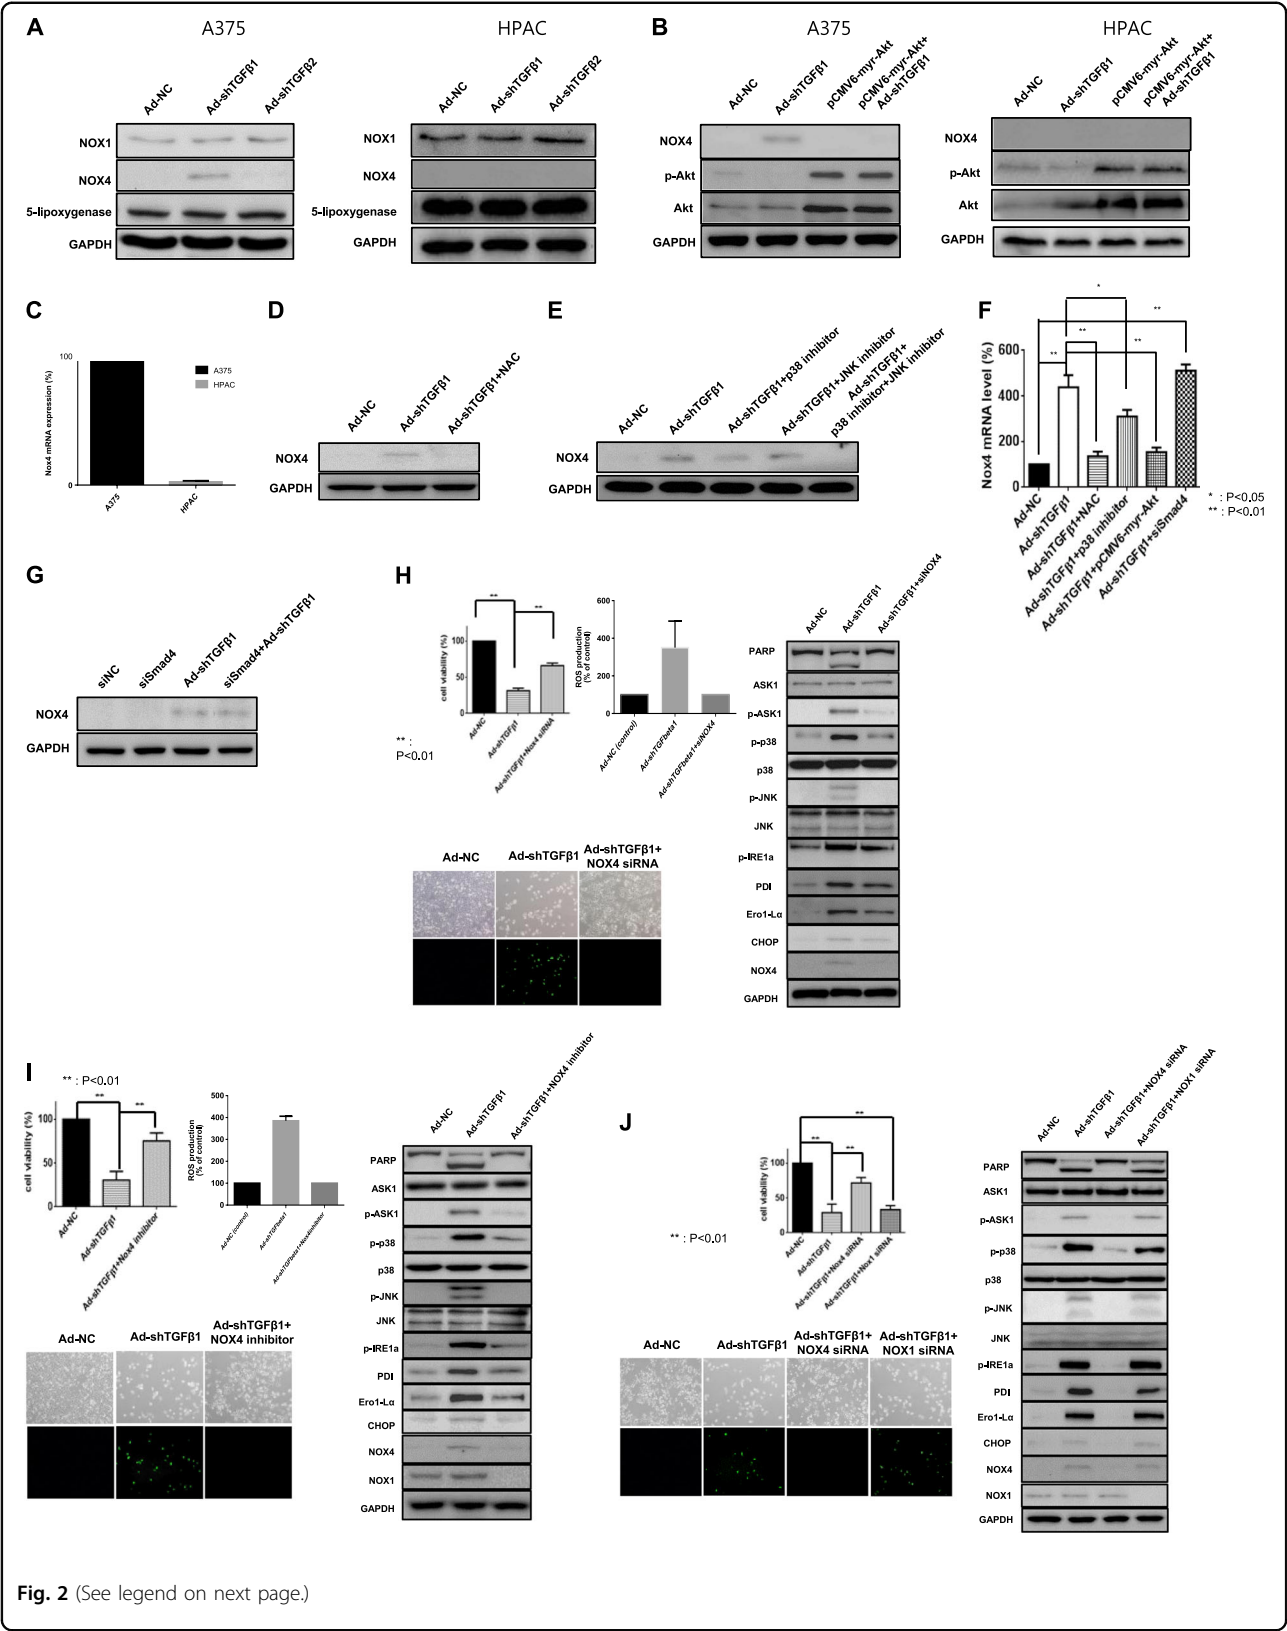 A
A375
HPAC
Ad-NC
Ad-shTGFβ1
Ad-shTGFβ2
Ad-NC
Ad-shTGFβ1
Ad-shTGFβ2
NOX1
NOX4
5-lipoxygenase
GAPDH
NOX1
NOX4
5-lipoxygenase
GAPDH
B
A375
HPAC
Ad-NC
Ad-shTGFβ1
pCMV6-myr-Akt
pCMV6-myr-Akt+
Ad-shTGFβ1
Ad-NC
Ad-shTGFβ1
pCMV6-myr-Akt
pCMV6-myr-Akt+
Ad-shTGFβ1
NOX4
p-Akt
Akt
GAPDH
NOX4
p-Akt
Akt
GAPDH
C
Nox4 mRNA expression (%)
100
0
A375
HPAC
A375
HPAC
D
Ad-NC
Ad-shTGFβ1
Ad-shTGFβ1+NAC
NOX4
GAPDH
E
Ad-NC
Ad-shTGFβ1
Ad-shTGFβ1+p38 inhibitor
Ad-shTGFβ1+JNK inhibitor
Ad-shTGFβ1+
p38 inhibitor+JNK inhibitor
NOX4
GAPDH
F
Nox4 mRNA level (%)
600
400
200
0
*
**
**
**
**
Ad-NC
Ad-shTGFβ1
Ad-shTGFβ1+NAC
Ad-shTGFβ1+p38 inhibitor
Ad-shTGFβ1+pCMV6-myr-Akt
Ad-shTGFβ1+siSmad4
* : P<0.05
** : P<0.01
G
siNC
siSmad4
Ad-shTGFβ1
siSmad4+Ad-shTGFβ1
NOX4
GAPDH
H
cell viability (%)
100
50
0
**
**
Ad-NC
Ad-shTGFβ1
Ad-shTGFβ1+Nox4 siRNA
** :
P<0.01
ROS production
(% of control)
600
400
200
0
Ad-NC (control)
Ad-shTGFbeta1
Ad-shTGFbeta1+siNOX4
Ad-NC
Ad-shTGFβ1
Ad-shTGFβ1+
NOX4 siRNA
Ad-NC
Ad-shTGFβ1
Ad-shTGFβ1+siNOX4
PARP
ASK1
p-ASK1
p-p38
p38
p-JNK
JNK
p-IRE1a
PDI
Ero1-Lα
CHOP
NOX4
GAPDH
I
** : P<0.01
cell viability (%)
100
50
0
**
**
Ad-NC
Ad-shTGFβ1
Ad-shTGFβ1+Nox4 inhibitor
ROS production
(% of control)
500
400
300
200
100
0
Ad-NC (control)
Ad-shTGFbeta1
Ad-shTGFbeta1+Nox4inhibitor
Ad-NC
Ad-shTGFβ1
Ad-shTGFβ1+
NOX4 inhibitor
Ad-NC
Ad-shTGFβ1
Ad-shTGFβ1+NOX4 inhibitor
PARP
ASK1
p-ASK1
p-p38
p38
p-JNK
JNK
p-IRE1a
PDI
Ero1-Lα
CHOP
NOX4
NOX1
GAPDH
J
cell viability (%)
100
50
0
**
**
**
Ad-NC
Ad-shTGFβ1
Ad-shTGFβ1+Nox4 siRNA
Ad-shTGFβ1+Nox1 siRNA
** : P<0.01
Ad-NC
Ad-shTGFβ1
Ad-shTGFβ1+
NOX4 siRNA
Ad-shTGFβ1+
NOX1 siRNA
Ad-NC
Ad-shTGFβ1
Ad-shTGFβ1+NOX4 siRNA
Ad-shTGFβ1+NOX1 siRNA
PARP
ASK1
p-ASK1
p-p38
p38
p-JNK
JNK
p-IRE1a
PDI
Ero1-Lα
CHOP
NOX4
NOX1
GAPDH
Fig. 2 (See legend on next page.)